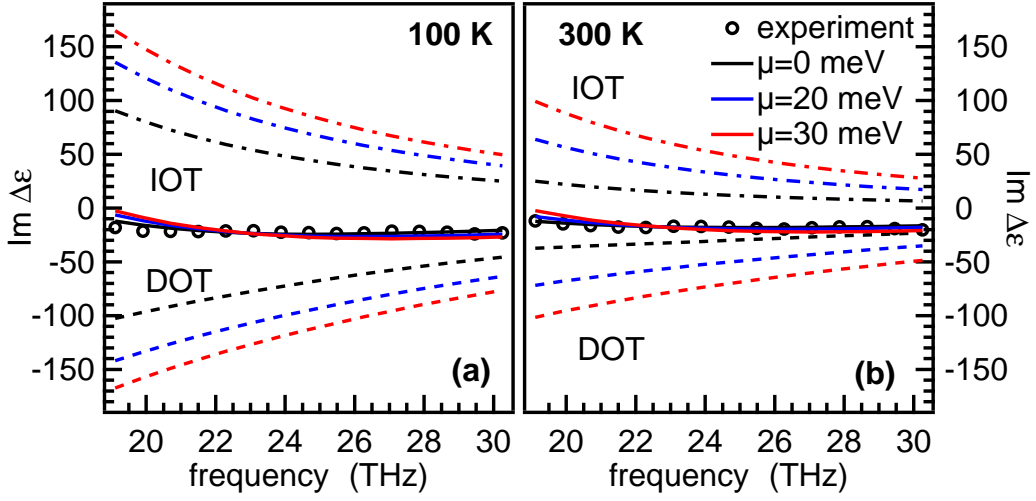 150
100
50
0
-50
-100
-150
Im Δε
100 K
IOT
DOT
(a)
20 22 24 26 28 30
frequency (THz)
300 K
experiment
μ=0 meV
μ=20 meV
μ=30 meV
IOT
DOT
(b)
20 22 24 26 28 30
frequency (THz)
150
100
50
0
-50
-100
-150
Im Δε